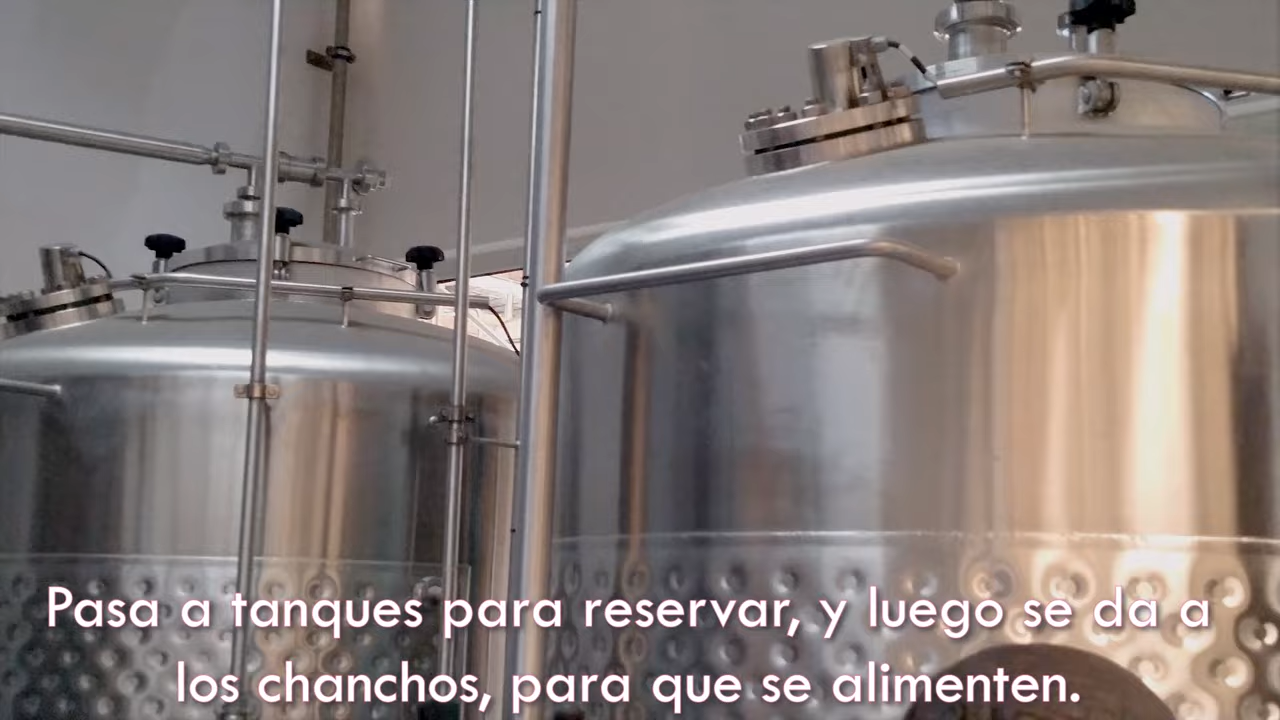 Pasa a tanques para reservar, y luego se da a
los chanchos, para que se alimenten.